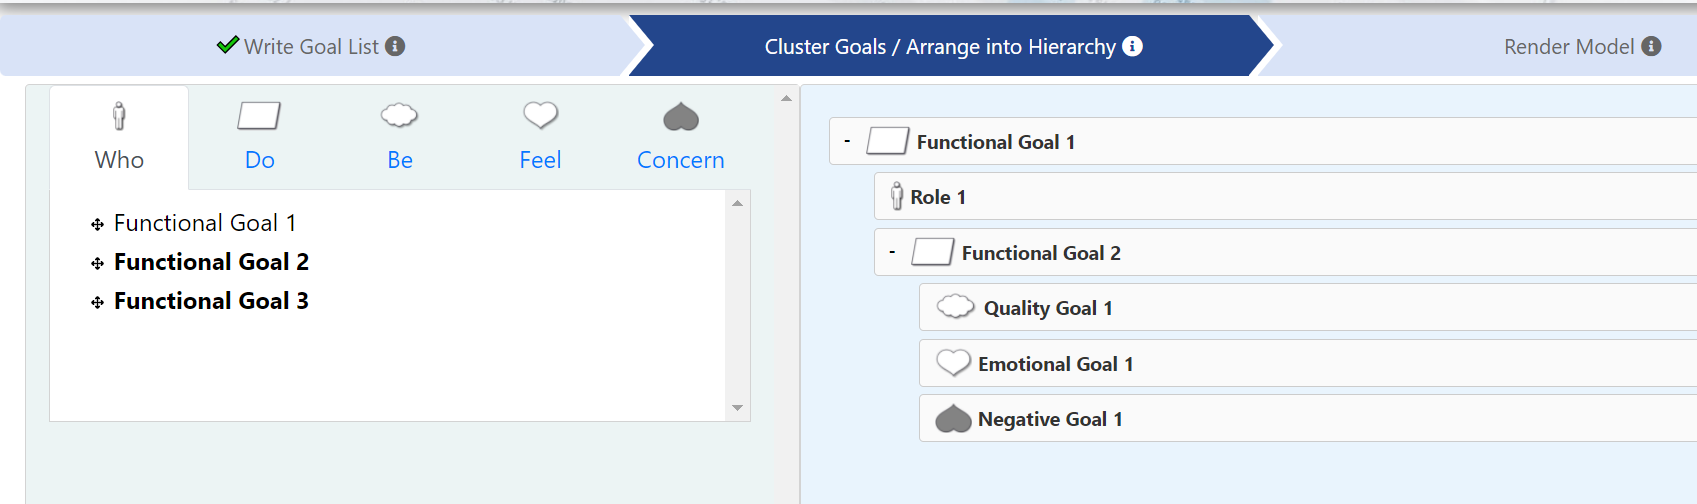 Write Goal List
Cluster Goals / Arrange into Hierarchy
Render Model
Who
Do
Be
Feel
Concern
Functional Goal 1
Functional Goal 2
Functional Goal 3
- Functional Goal 1
Role 1
- Functional Goal 2
Quality Goal 1
Emotional Goal 1
Negative Goal 1